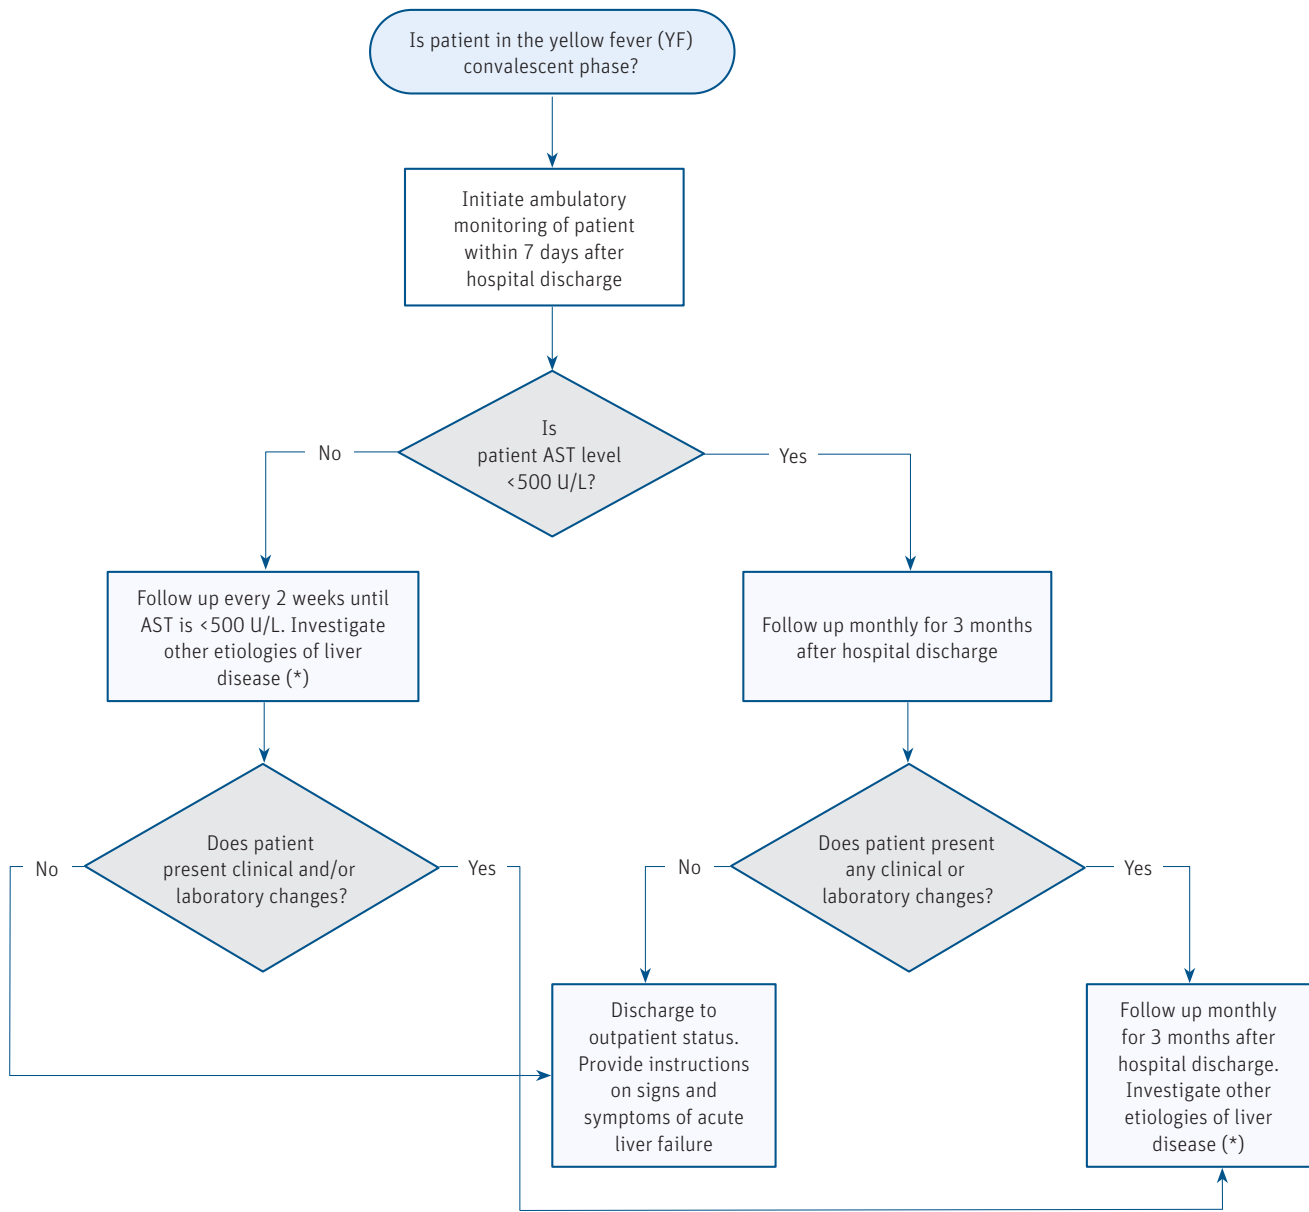 Is patient in the yellow fever (YF)
convalescent phase?
Initiate ambulatory
monitoring of patient
within 7 days after
hospital discharge
Is
patient AST level
<500 U/L?
No
Yes
Follow up every 2 weeks until
AST is <500 U/L. Investigate
other etiologies of liver
disease (*)
Follow up monthly for 3 months
after hospital discharge
Does patient
present clinical and/or
laboratory changes?
No
Yes
Does patient present
any clinical or
laboratory changes?
No
Yes
Discharge to
outpatient status.
Provide instructions
on signs and
symptoms of acute
liver failure
Follow up monthly
for 3 months after
hospital discharge.
Investigate other
etiologies of liver
disease (*)